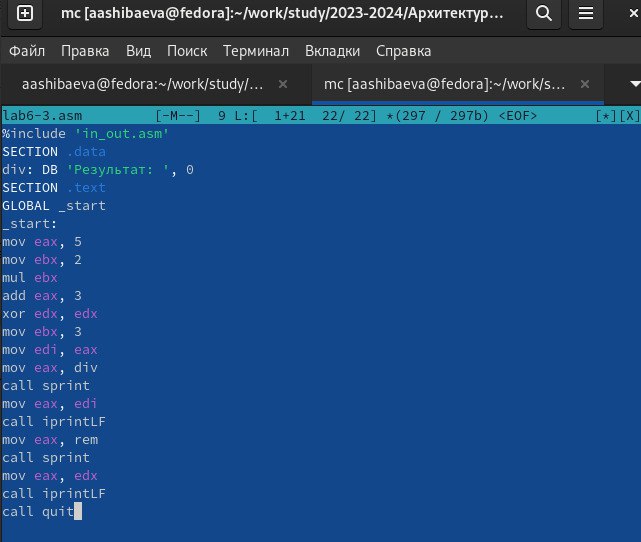 mc [aashibaeva@fedora]:~/work/study/2023-2024/Архитектур...
Файл Правка Вид Поиск Терминал Вкладки Справка
aashibaeva@fedora:~/work/study/... × mc [aashibaeva@fedora]:~/work/s... ×
lab6-3.asm [-M--] 9 L:[ 1+21 22/ 22] *(297 / 297b) <EOF> [*][X]
%include 'in_out.asm'
SECTION .data
div: DB 'Результат: ', 0
SECTION .text
GLOBAL _start
_start:
mov eax, 5
mov ebx, 2
mul ebx
add eax, 3
xor edx, edx
mov ebx, 3
mov edi, eax
mov eax, div
call sprint
mov eax, edi
call iprintLF
mov eax, rem
call sprint
mov eax, edx
call iprintLF
call quit